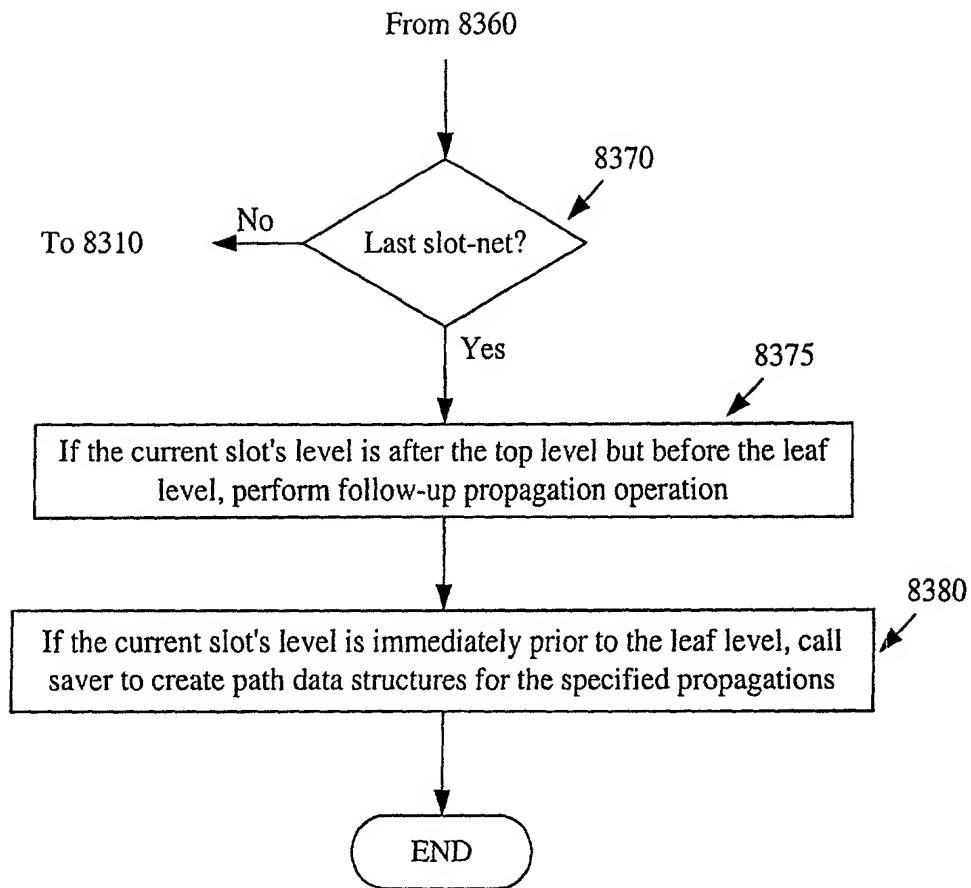 From 8360
8370
No
To 8310
Last slot-net?
Yes
8375
If the current slot's level is after the top level but before the leaf
level, perform follow-up propagation operation
8380
If the current slot's level is immediately prior to the leaf level, call
saver to create path data structures for the specified propagations
END